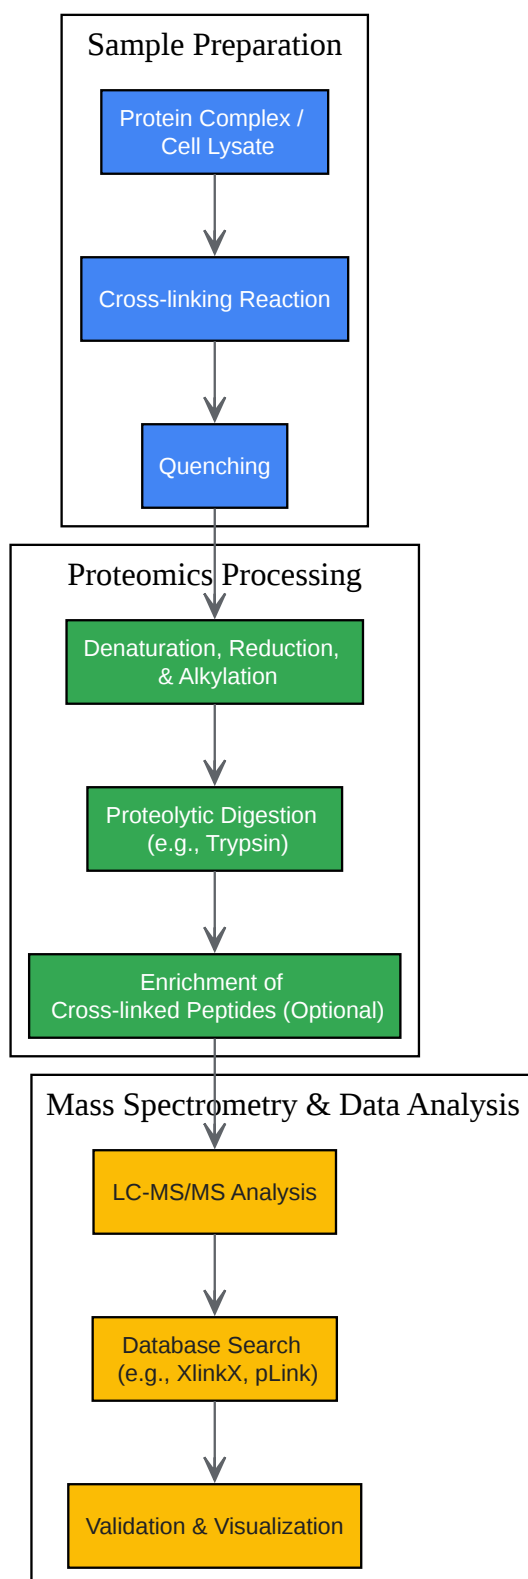 Sample Preparation
Protein Complex /
Cell Lysate
Cross-linking Reaction
Quenching
Proteomics Processing
Denaturation, Reduction,
& Alkylation
Proteolytic Digestion
(e.g., Trypsin)
Enrichment of
Cross-linked Peptides (Optional)
Mass Spectrometry & Data Analysis
LC-MS/MS Analysis
Database Search
(e.g., XlinkX, pLink)
Validation & Visualization